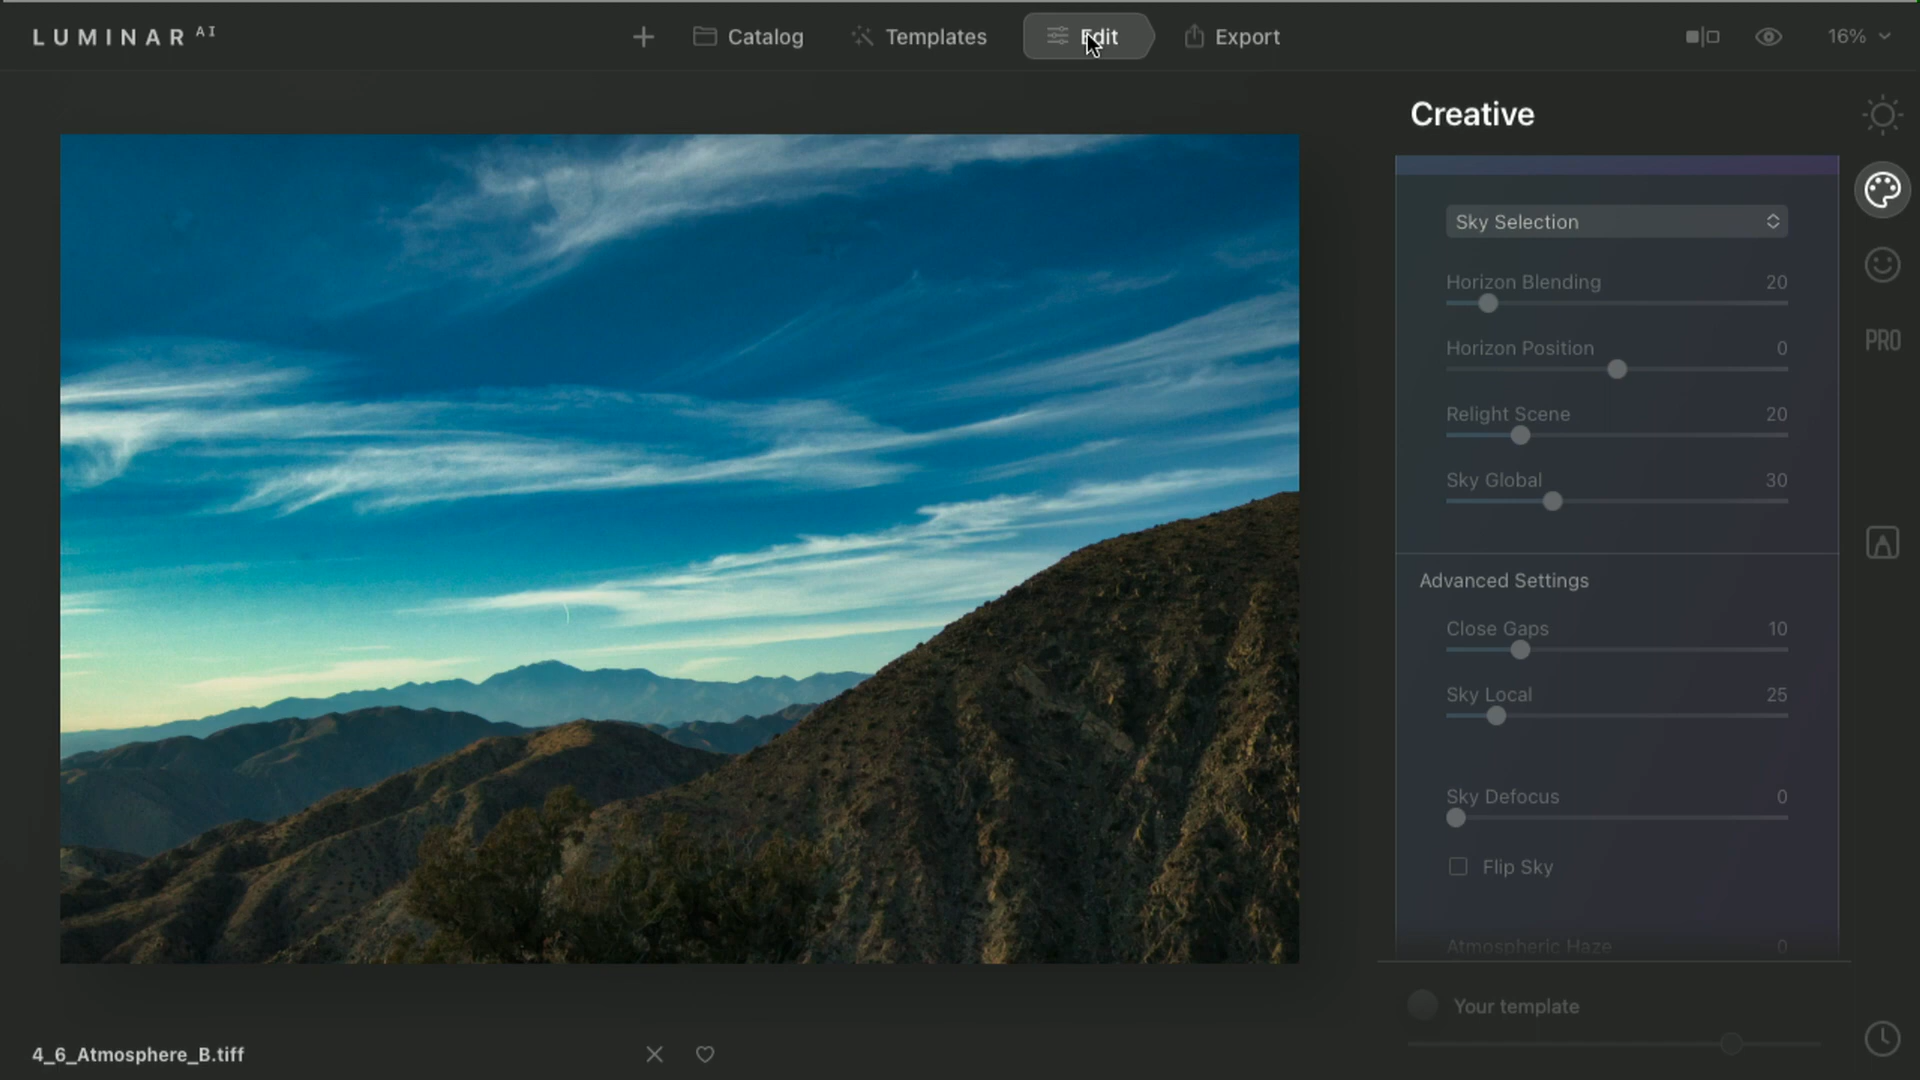 LUMINAR AI
Catalog
Templates
Edit
Export
16%
Creative
Sky Selection
Horizon Blending 20
Horizon Position 0
Relight Scene 20
Sky Global 30
PRO
Advanced Settings
Close Gaps 10
Sky Local 25
Sky Defocus 0
Flip Sky
Atmospheric Haze 0
Your template
4_6_Atmosphere_B.tiff